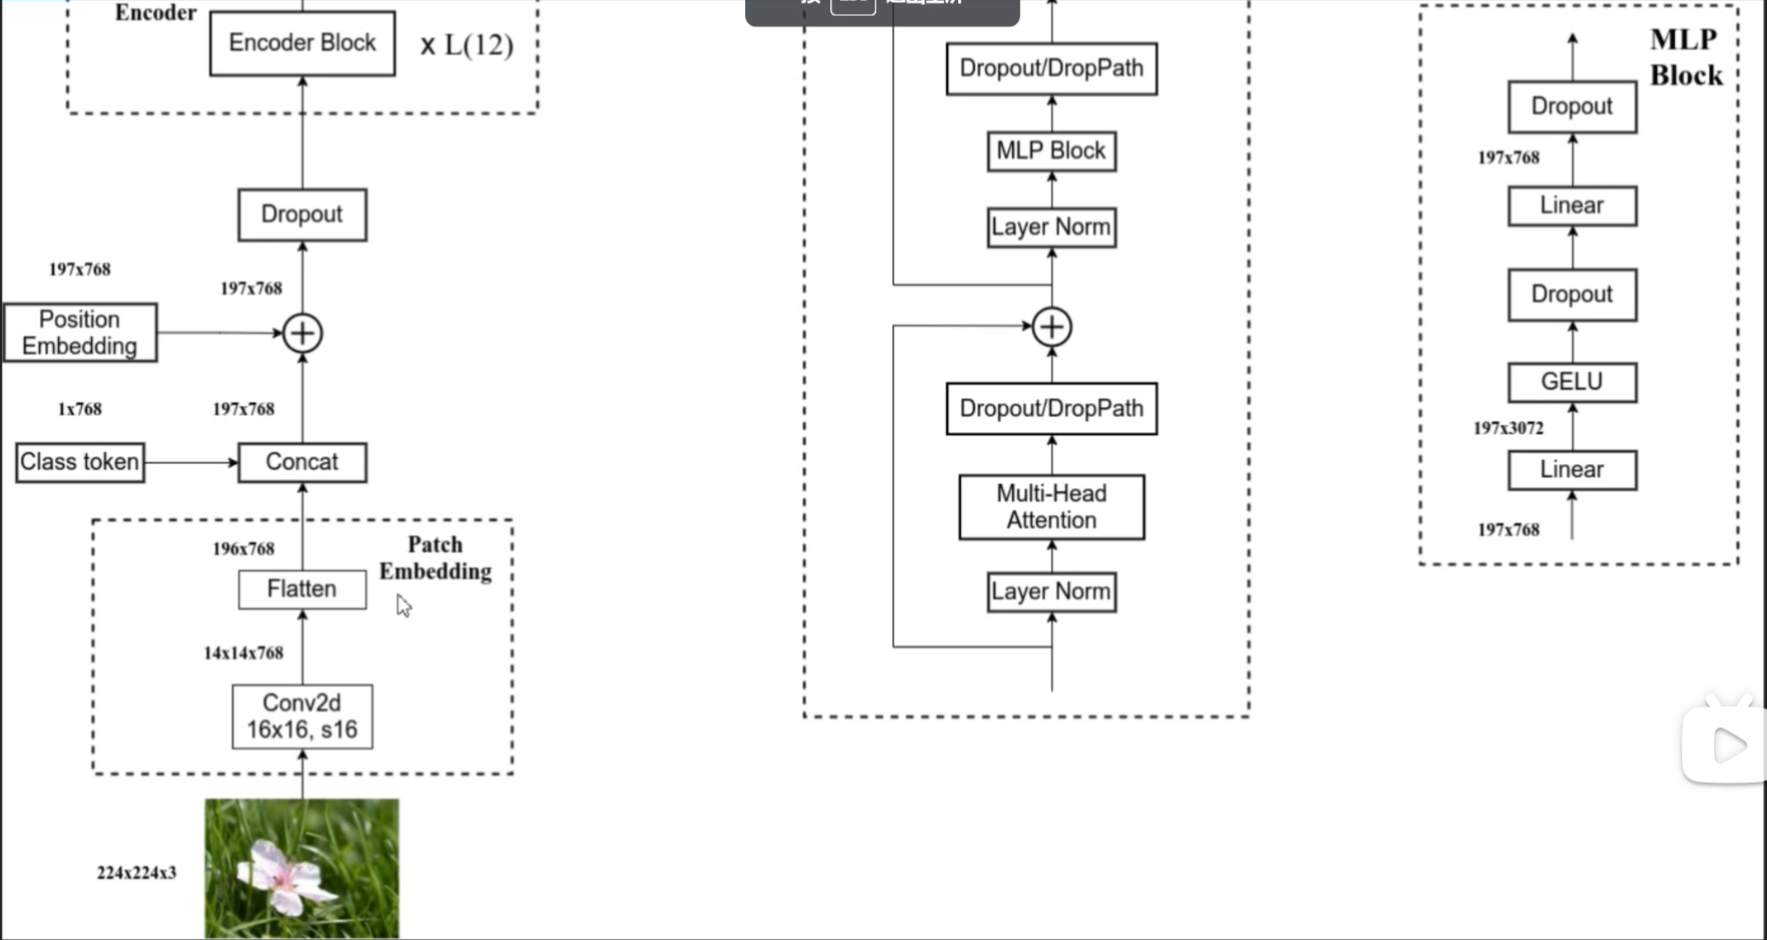 Encoder
Encoder Block
x L(12)
Dropout
197x768
197x768
Position
Embedding
1x768
197x768
Class token
Concat
196x768
Patch
Embedding
Flatten
14x14x768
Conv2d
16x16, s16
224x224x3
Dropout/DropPath
MLP Block
Layer Norm
Dropout/DropPath
Multi-Head
Attention
Layer Norm
MLP
Block
Dropout
197x768
Linear
Dropout
GELU
197x3072
Linear
197x768